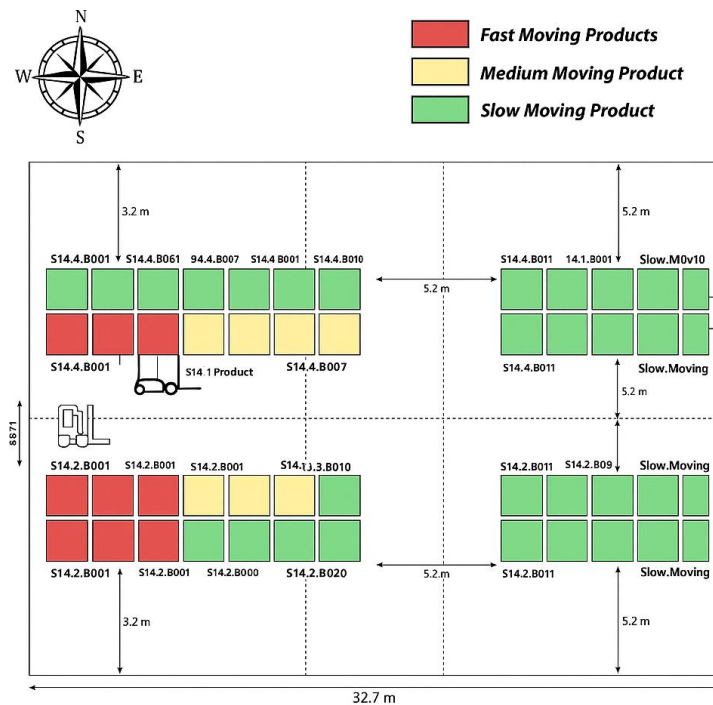 N
W E
S
Fast Moving Products
Medium Moving Product
Slow Moving Product
3.2 m
5.2 m
S14.4.B001 S14.4.B061 94.4.B007 S14.4 B001 S14.4.B010
S14.4.B011 14.1.B001 Slow.M0v10
5.2 m
S14.4.B001
S14.1 Product
S14.4.B007
S14.4.B011
Slow.Moving
5.2 m
8871
S14.2.B001 S14.2.B001 S14.2.B001 .3.B010
S14.2.B011 S14.2.B09 Slow.Moving
S14.2.B001 S14.2.B001 S14.2.B000 S14.2.B020
5.2 m
S14.2.B011
Slow.Moving
3.2 m
5.2 m
32.7 m